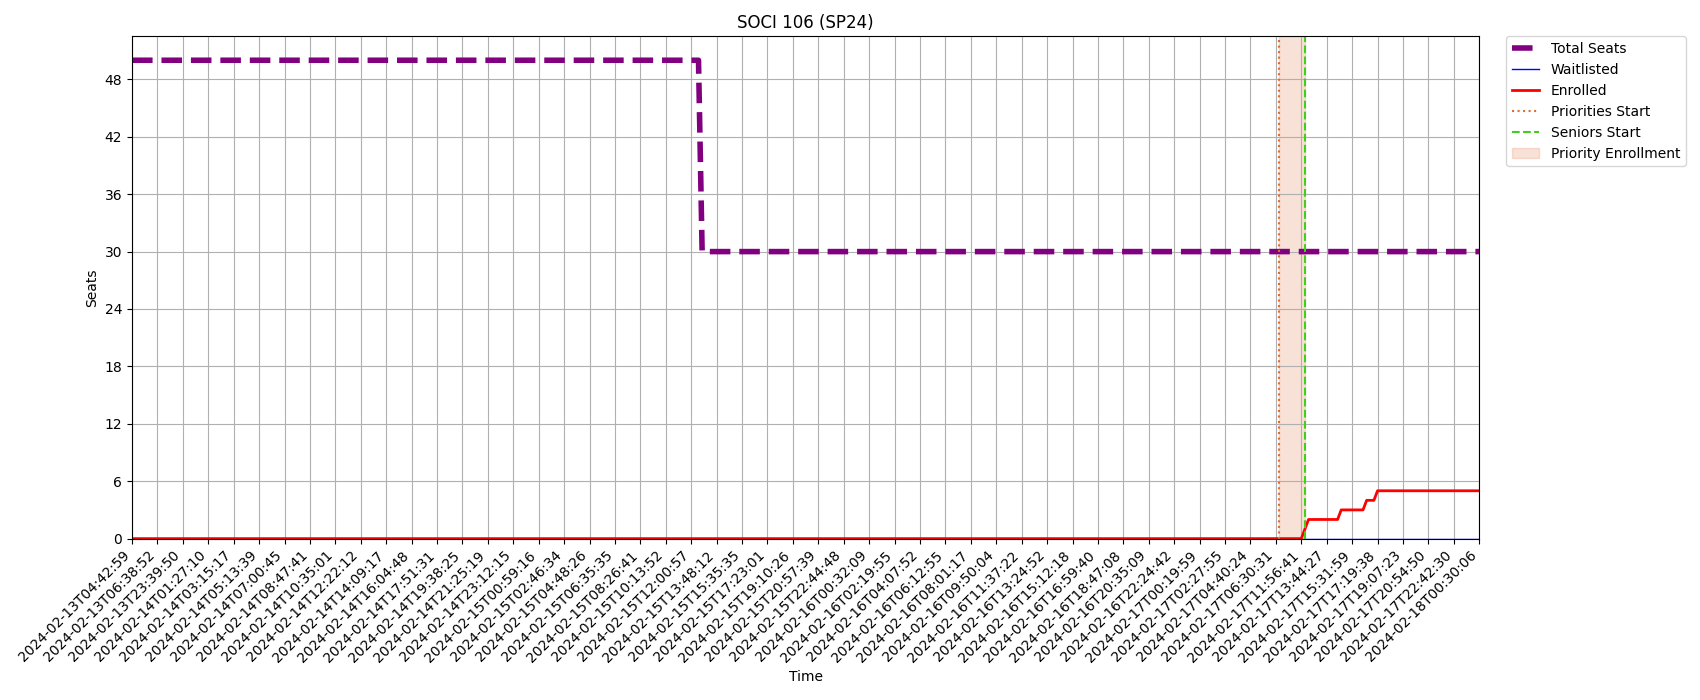 SOCI 106 (SP24)
Total Seats
Waitlisted
Enrolled
Priorities Start
Seniors Start
Priority Enrollment
Seats
48
42
36
30
24
18
12
6
0
2024-02-13T04:42:59
2024-02-13T06:38:52
2024-02-13T23:39:50
2024-02-14T01:27:10
2024-02-14T03:15:17
2024-02-14T05:13:39
2024-02-14T07:00:45
2024-02-14T08:47:41
2024-02-14T10:35:01
2024-02-14T12:22:12
2024-02-14T14:09:17
2024-02-14T16:04:48
2024-02-14T17:51:31
2024-02-14T19:38:25
2024-02-14T21:25:19
2024-02-14T23:12:15
2024-02-15T00:59:16
2024-02-15T02:46:34
2024-02-15T04:48:26
2024-02-15T06:35:35
2024-02-15T08:26:41
2024-02-15T10:13:52
2024-02-15T12:00:57
2024-02-15T13:48:12
2024-02-15T15:35:35
2024-02-15T17:23:01
2024-02-15T19:10:26
2024-02-15T20:57:39
2024-02-15T22:44:48
2024-02-16T00:32:09
2024-02-16T02:19:55
2024-02-16T04:07:52
2024-02-16T06:12:55
2024-02-16T08:01:17
2024-02-16T09:50:04
2024-02-16T11:37:22
2024-02-16T13:24:52
2024-02-16T15:12:18
2024-02-16T16:59:40
2024-02-16T18:47:08
2024-02-16T20:35:09
2024-02-16T22:24:42
2024-02-17T00:19:59
2024-02-17T02:27:55
2024-02-17T04:40:24
2024-02-17T06:30:31
2024-02-17T11:56:41
2024-02-17T13:44:27
2024-02-17T15:31:59
2024-02-17T17:19:38
2024-02-17T19:07:23
2024-02-17T20:54:50
2024-02-17T22:42:30
2024-02-18T00:30:06
Time